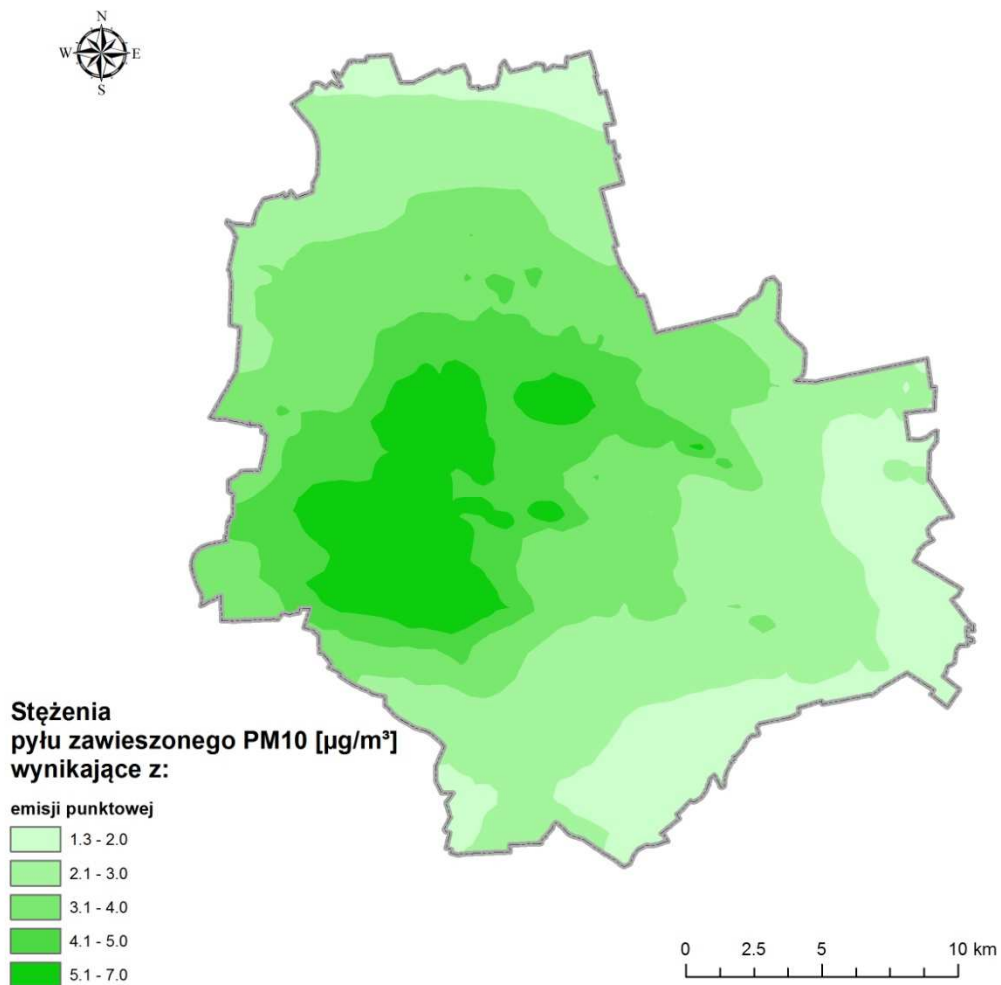 N
W E
S
Stężenia
pyłu zawieszonego PM10 [µg/m³]
wynikające z:
emisji punktowej
1.3 - 2.0
2.1 - 3.0
3.1 - 4.0
4.1 - 5.0
5.1 - 7.0
0 2.5 5 10 km